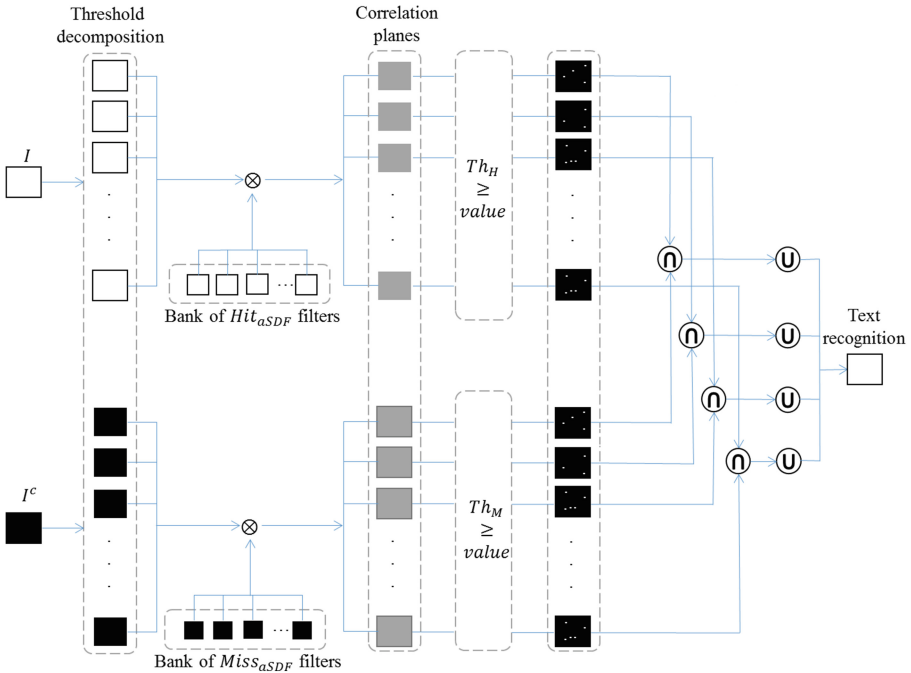 Threshold
decomposition
Correlation
planes
I
Th_H
≥
value
⊗
Bank of Hit_aSDF filters
∩
∪
∩
∪
∩
∪
∩
∪
Text
recognition
I^c
Th_M
≥
value
⊗
Bank of Miss_aSDF filters